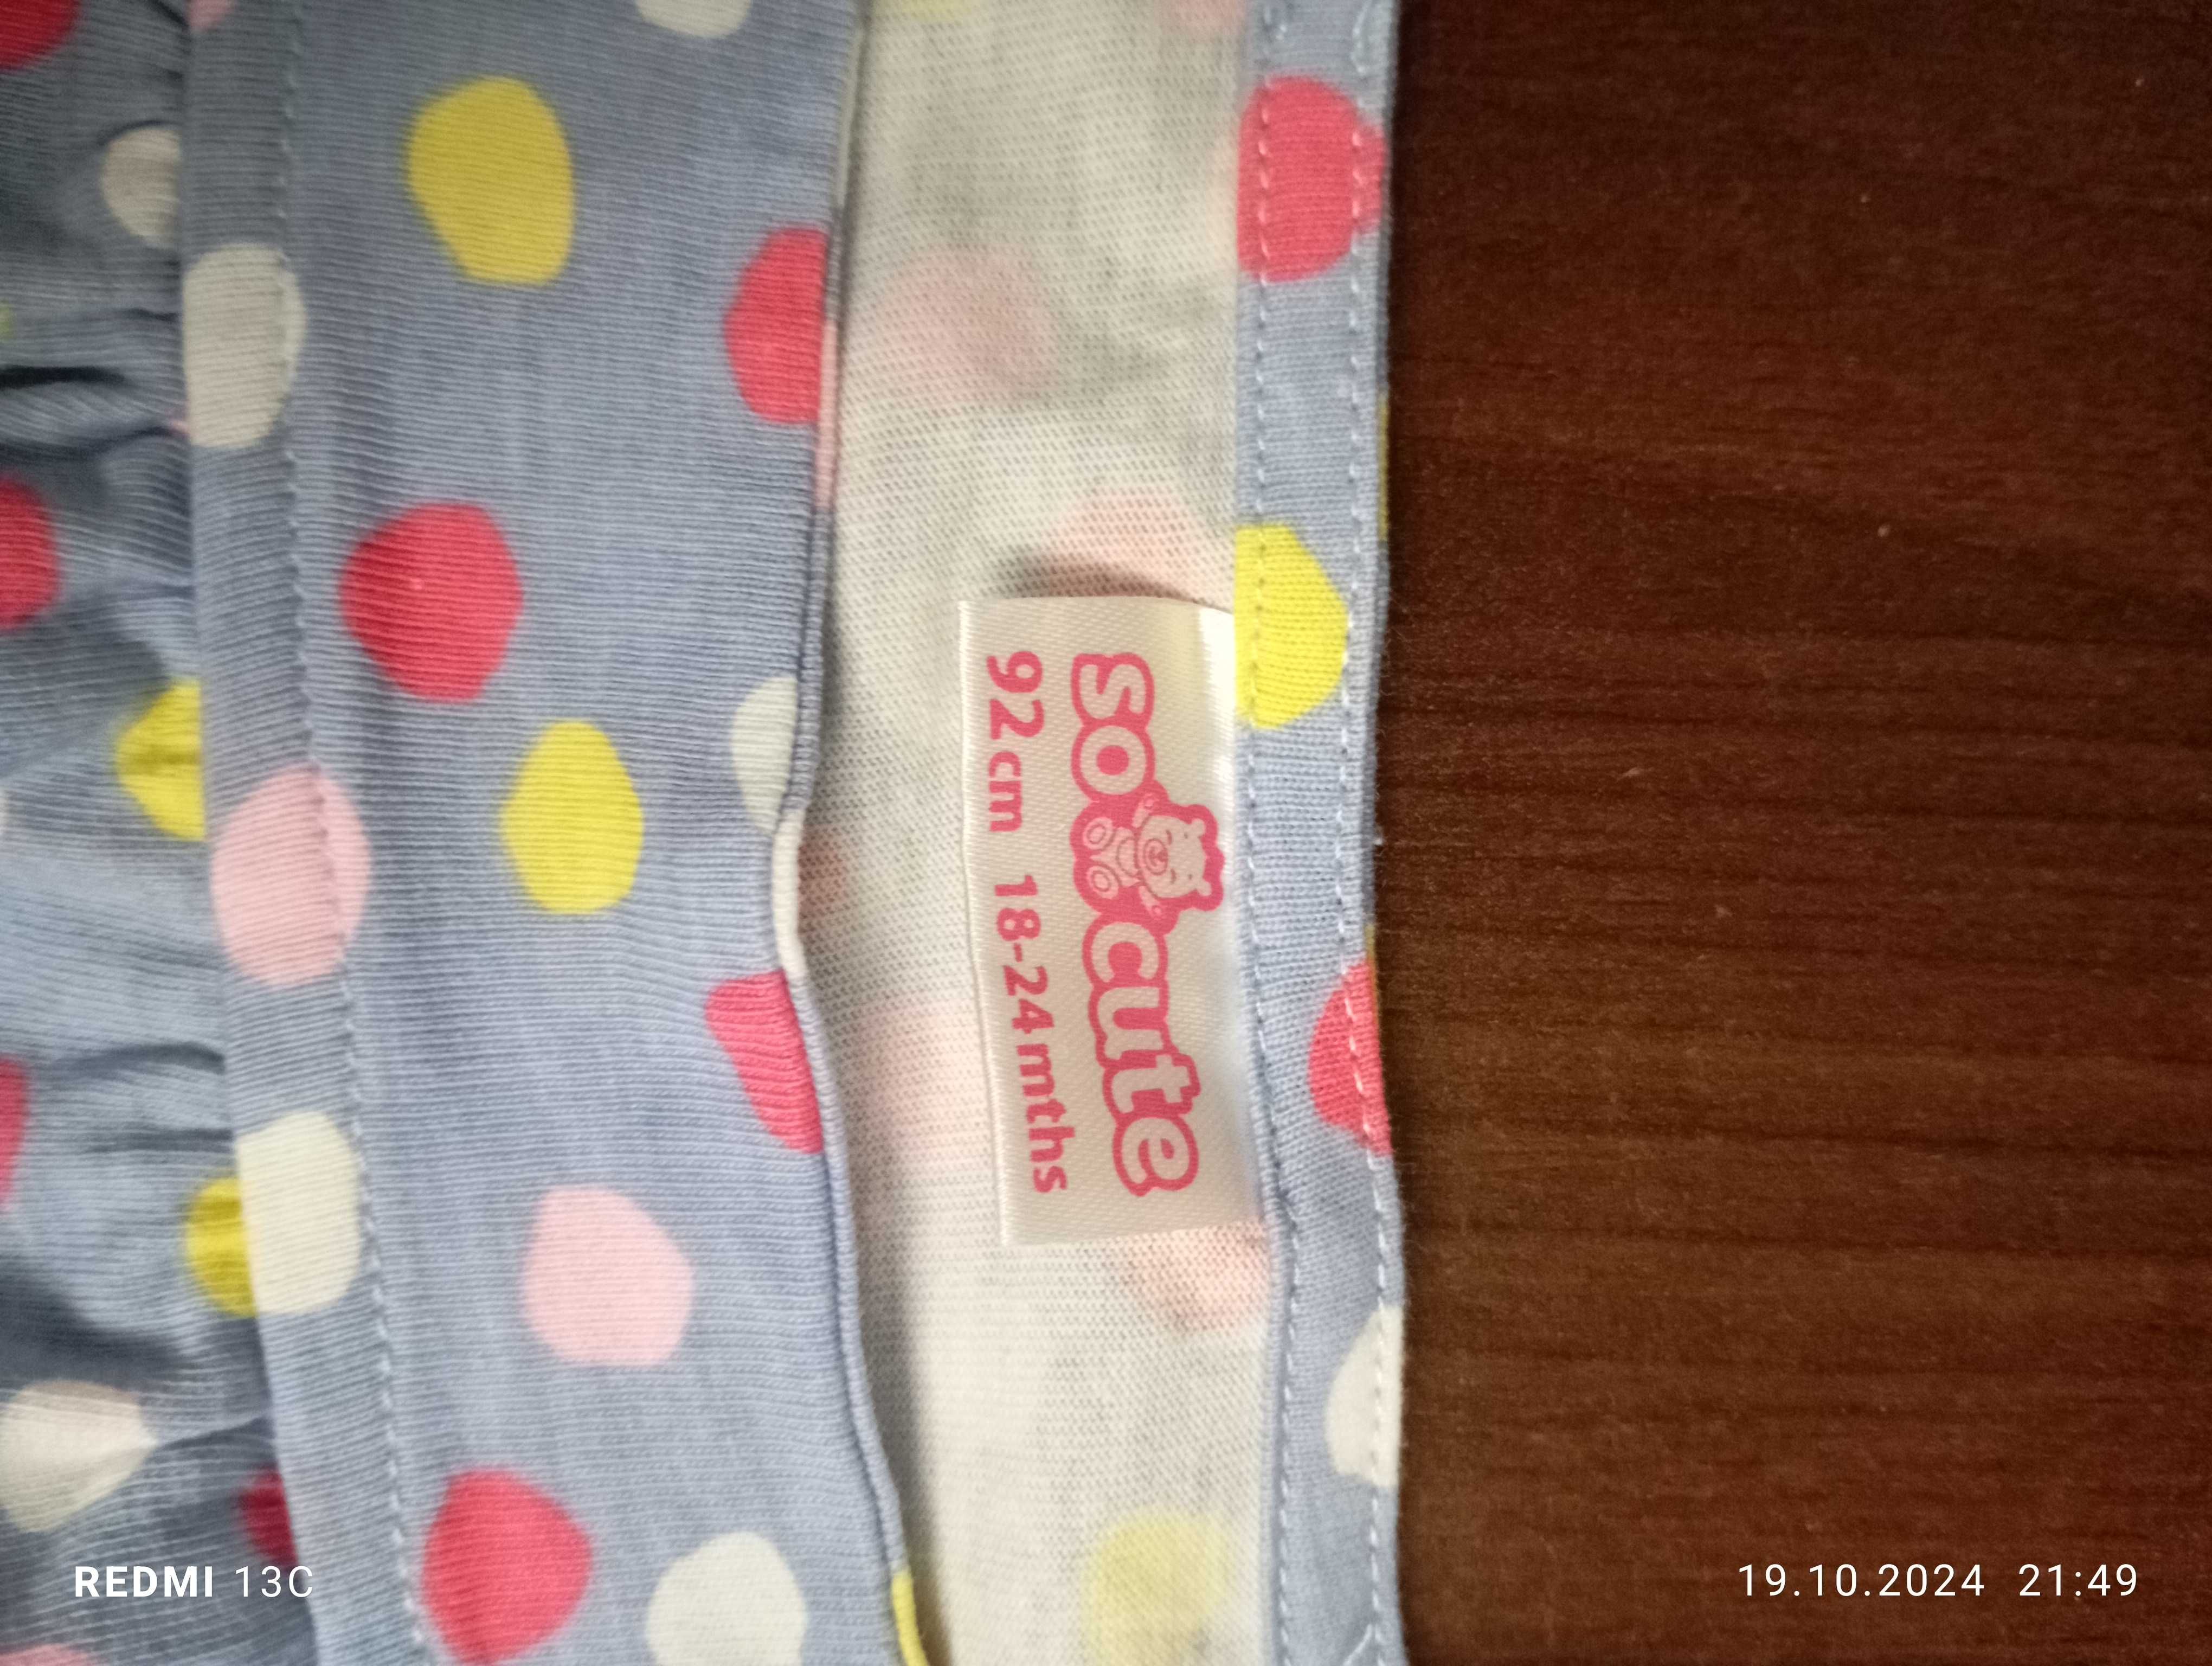 so cute
92cm 18-24mths
REDMI 13C
19.10.2024 21:49